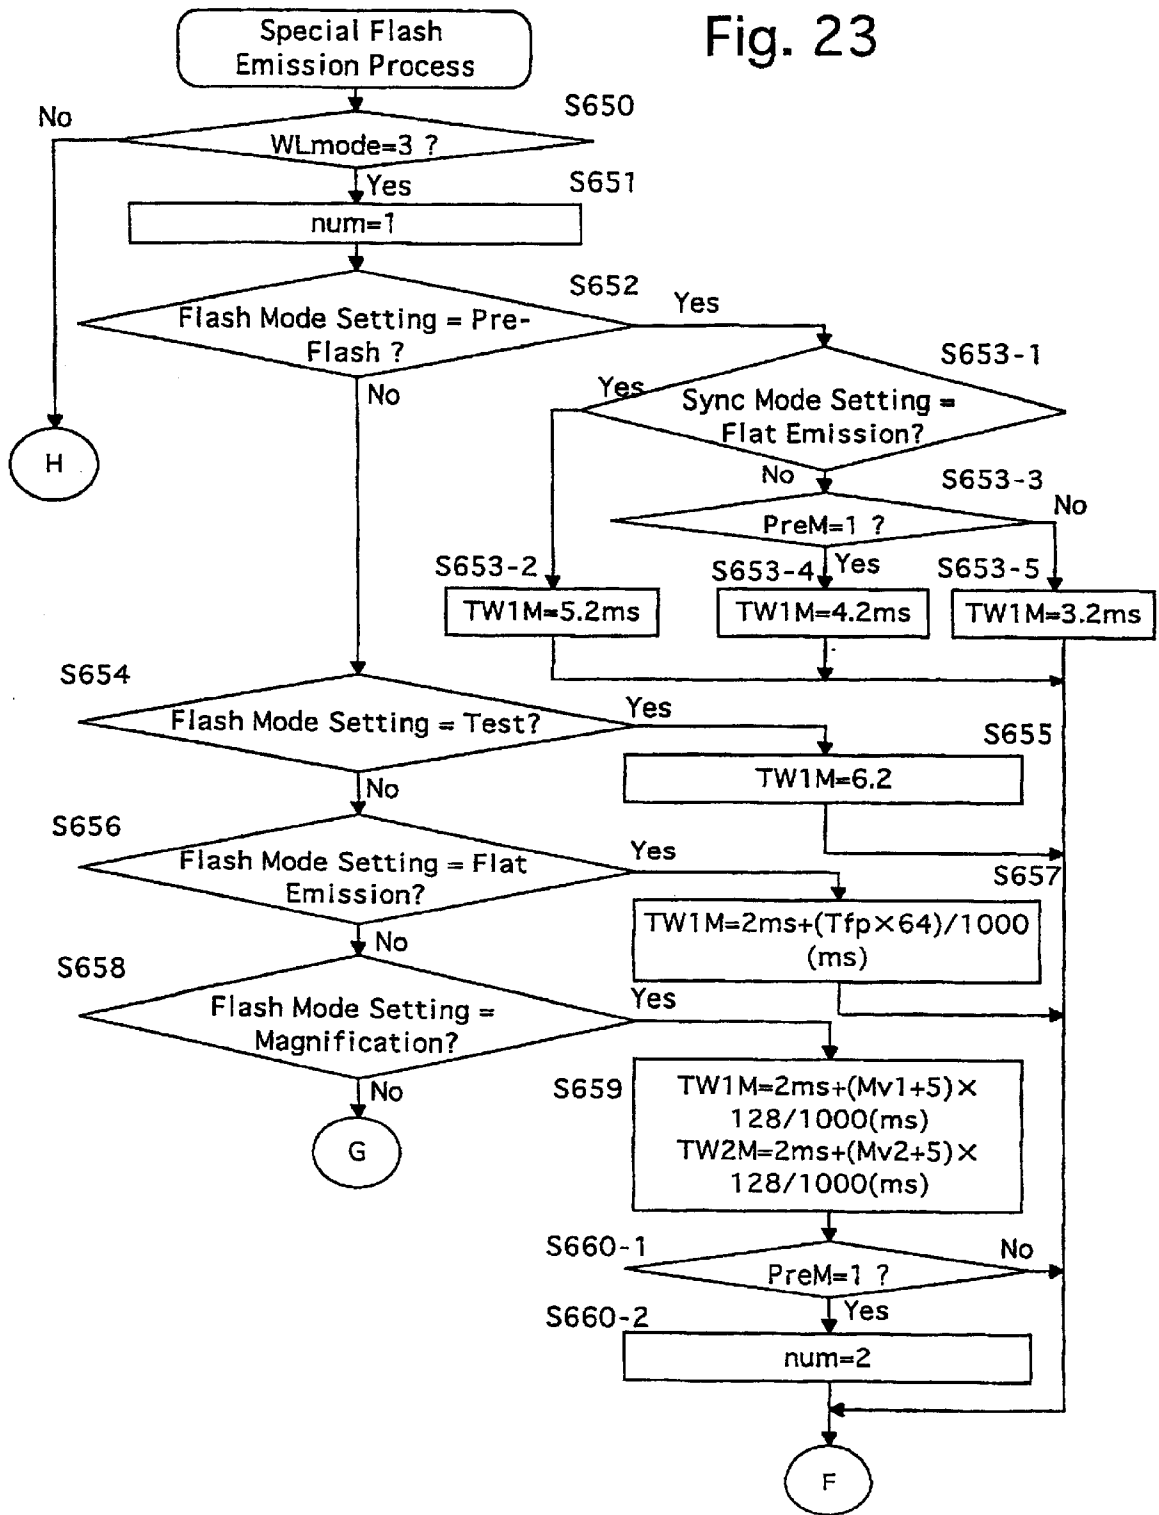 Fig. 23
Special Flash
Emission Process
S650
No
WLmode=3 ?
Yes
S651
num=1
S652
Flash Mode Setting = Pre-
Flash ?
Yes
No
H
S653-1
Yes
Sync Mode Setting =
Flat Emission?
No
S653-3
PreM=1 ?
No
Yes
S653-2
TW1M=5.2ms
S653-4
TW1M=4.2ms
S653-5
TW1M=3.2ms
S654
Flash Mode Setting = Test?
Yes
No
S655
TW1M=6.2
S656
Flash Mode Setting = Flat
Emission?
Yes
No
S657
TW1M=2ms+(Tfp×64)/1000
(ms)
S658
Flash Mode Setting =
Magnification?
Yes
No
G
S659
TW1M=2ms+(Mv1+5)×
128/1000(ms)
TW2M=2ms+(Mv2+5)×
128/1000(ms)
S660-1
PreM=1 ?
No
Yes
S660-2
num=2
F